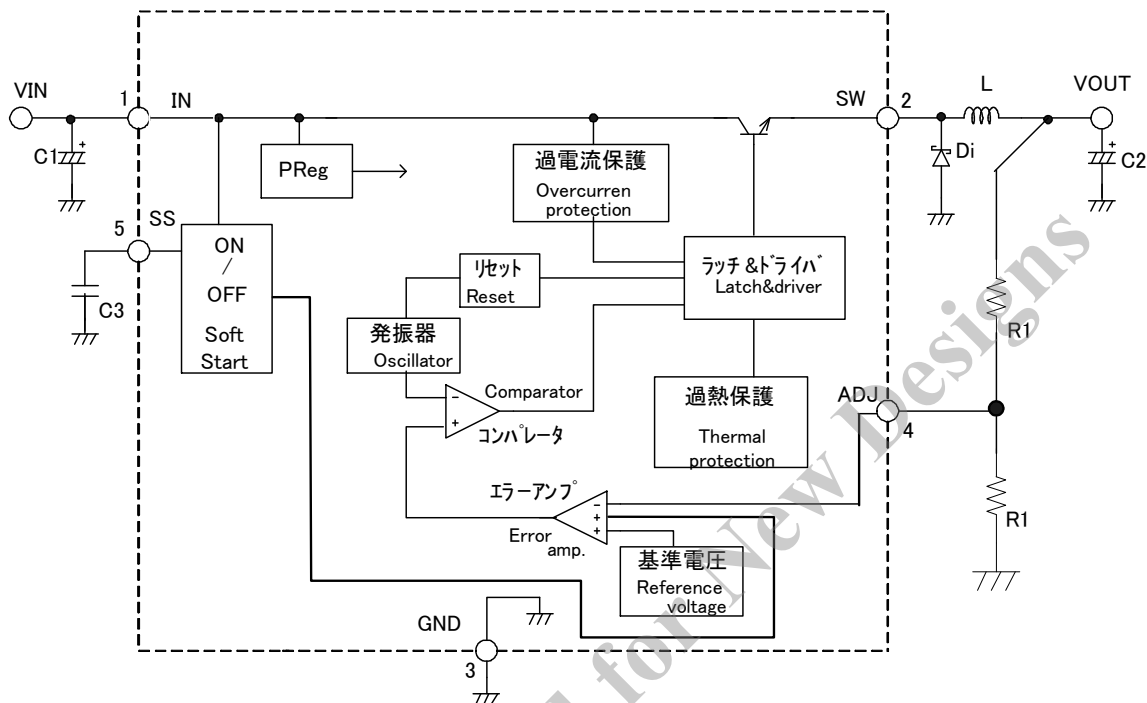 VIN
1
IN
SW
2
L
VOUT
C1
+
PReg
過電流保護
Overcurren
protection
Di
+
C2
5
SS
ON
/
OFF
Soft
Start
C3
リセット
Reset
ラッチ &ドライバ
Latch&driver
発振器
Oscillator
R1
−
+
Comparator
コンパレータ
過熱保護
Thermal
protection
ADJ
4
エラーアンプ
Error
amp.
−
+
+
基準電圧
Reference
voltage
R1
GND
3
for New Designs